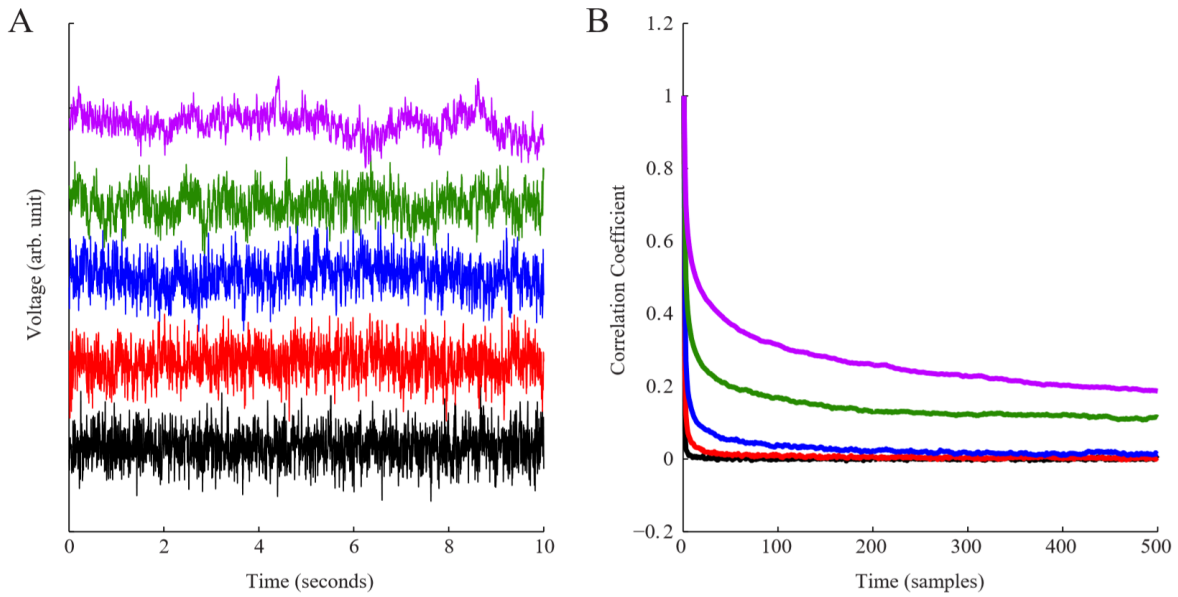 A
Voltage (arb. unit)
0 2 4 6 8 10
Time (seconds)
B
1.2
1
0.8
0.6
0.4
0.2
0
−0.2
Correlation Coefficient
0 100 200 300 400 500
Time (samples)